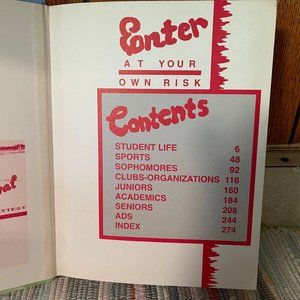 Enter
AT YOUR
OWN RISK
Contents
STUDENT LIFE 6
SPORTS 48
SOPHOMORES 92
CLUBS-ORGANIZATIONS 116
JUNIORS 160
ACADEMICS 184
SENIORS 208
ADS 244
INDEX 274